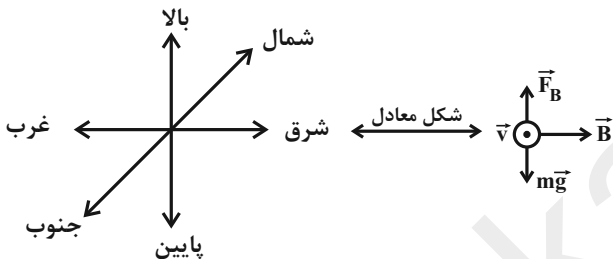 بالا
شمال
غرب
شرق
جنوب
پایین
شکل معادل
F_B
v
B
mg